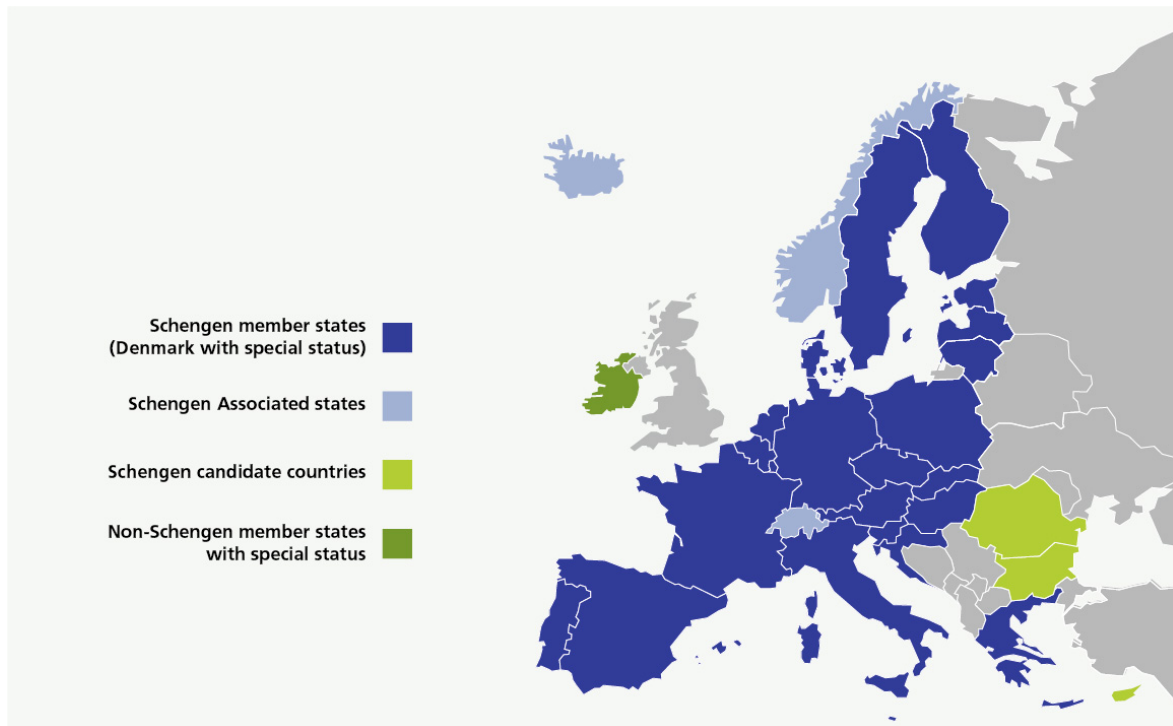 Schengen member states
(Denmark with special status)
Schengen Associated states
Schengen candidate countries
Non-Schengen member states
with special status